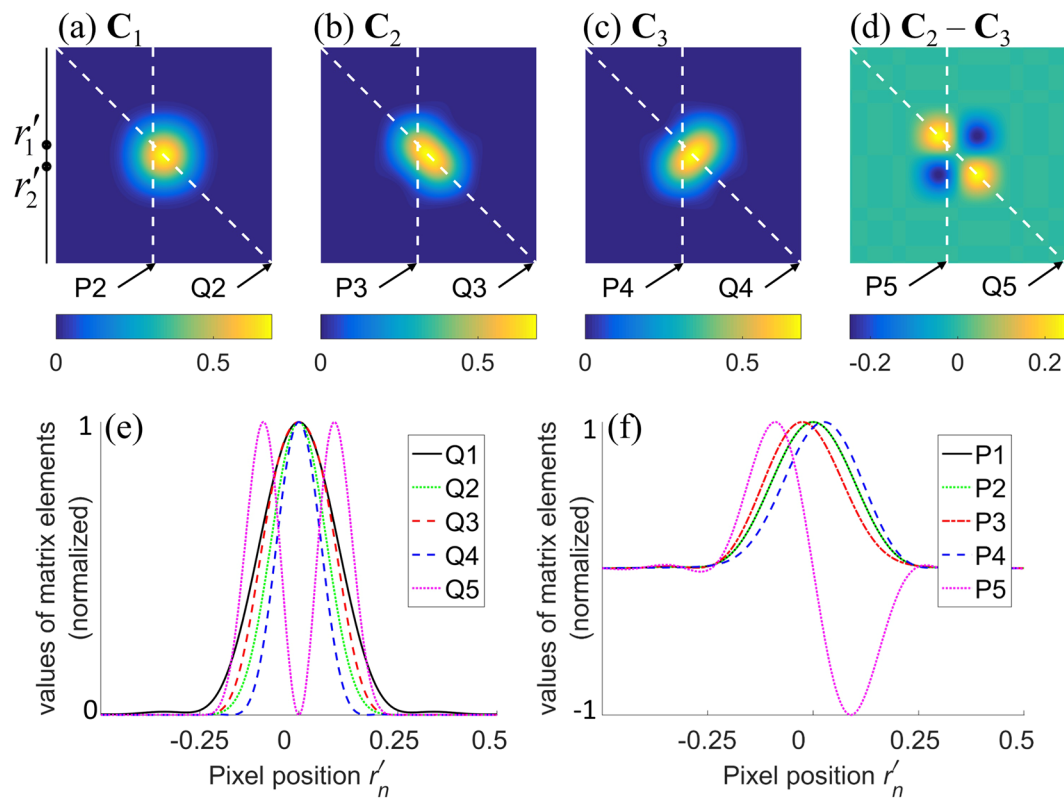 (a) C₁
(b) C₂
(c) C₃
(d) C₂ − C₃
r′₁
r′₂
P2 Q2
P3 Q3
P4 Q4
P5 Q5
0 0.5
0 0.5
0 0.5
-0.2 0 0.2
(e)
1
0
values of matrix elements
(normalized)
Q1
Q2
Q3
Q4
Q5
-0.25 0 0.25 0.5
Pixel position r′ₙ
(f)
1
-1
values of matrix elements
(normalized)
P1
P2
P3
P4
P5
-0.25 0 0.25 0.5
Pixel position r′ₙ